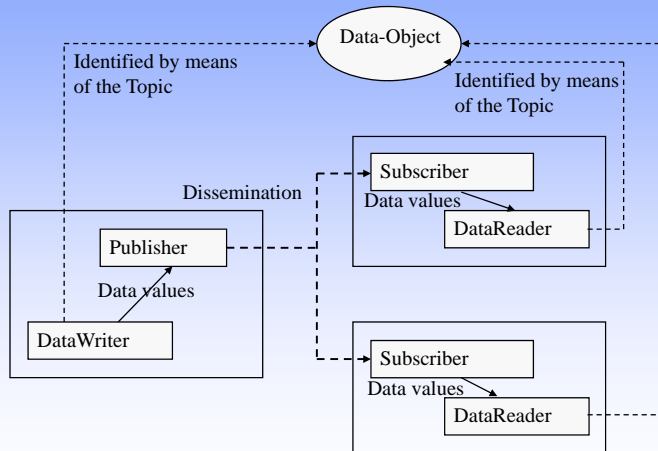 Data-Object
Identified by means
of the Topic
Identified by means
of the Topic
Subscriber
Data values
DataReader
Dissemination
Publisher
Data values
DataWriter
Subscriber
Data values
DataReader